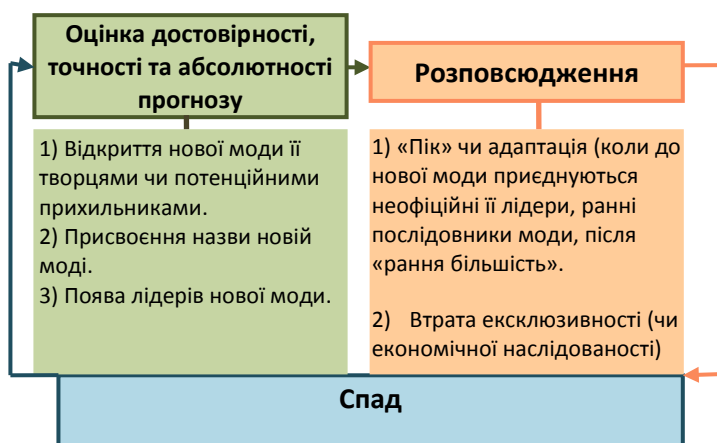 Оцінка достовірності,
точності та абсолютності
прогнозу
1) Відкриття нової моди її
творцями чи потенційними
прихильниками.
2) Присвоєння назви новій
моді.
3) Поява лідерів нової моди.
Розповсюдження
1) «Пік» чи адаптація (коли до
нової моди приєднуються
неофіційні її лідери, ранні
послідовники моди, після
«рання більшість».
2) Втрата ексклюзивності (чи
економічної наслідованості)
Спад